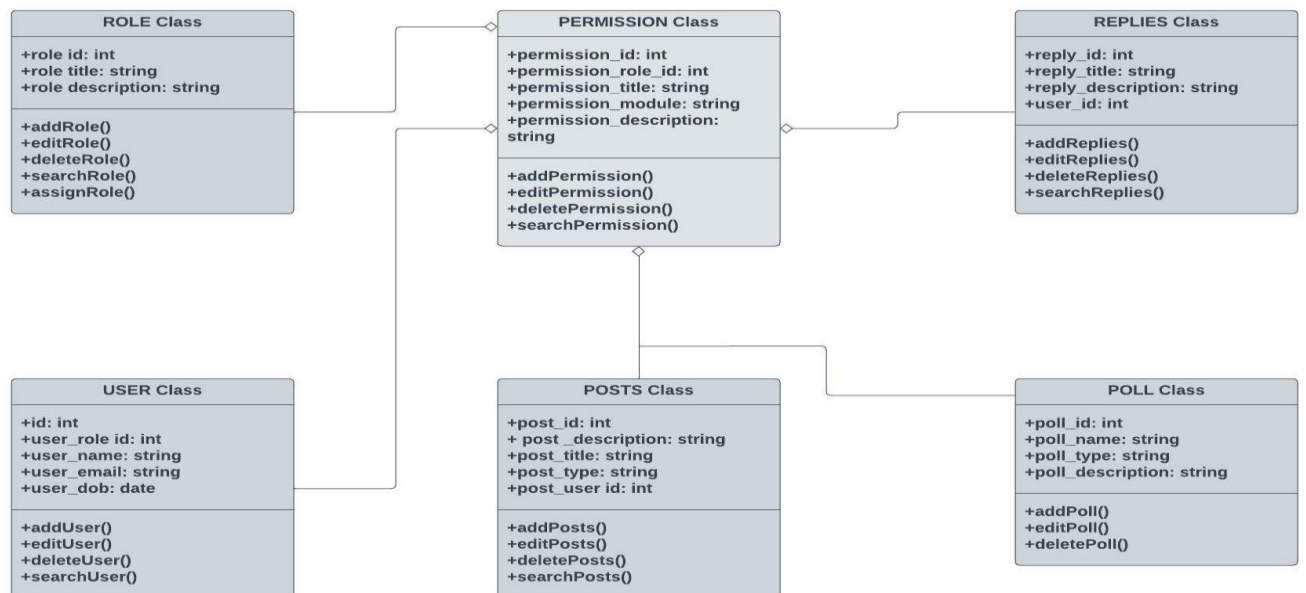 ROLE Class
+role id: int
+role title: string
+role description: string
+addRole()
+editRole()
+deleteRole()
+searchRole()
+assignRole()
PERMISSION Class
+permission_id: int
+permission_role_id: int
+permission_title: string
+permission_module: string
+permission_description:
string
+addPermission()
+editPermission()
+deletePermission()
+searchPermission()
REPLIES Class
+reply_id: int
+reply_title: string
+reply_description: string
+user_id: int
+addReplies()
+editReplies()
+deleteReplies()
+searchReplies()
USER Class
+id: int
+user_role id: int
+user_name: string
+user_email: string
+user_dob: date
+addUser()
+editUser()
+deleteUser()
+searchUser()
POSTS Class
+post_id: int
+ post _description: string
+post_title: string
+post_type: string
+post_user id: int
+addPosts()
+editPosts()
+deletePosts()
+searchPosts()
POLL Class
+poll_id: int
+poll_name: string
+poll_type: string
+poll_description: string
+addPoll()
+editPoll()
+deletePoll()